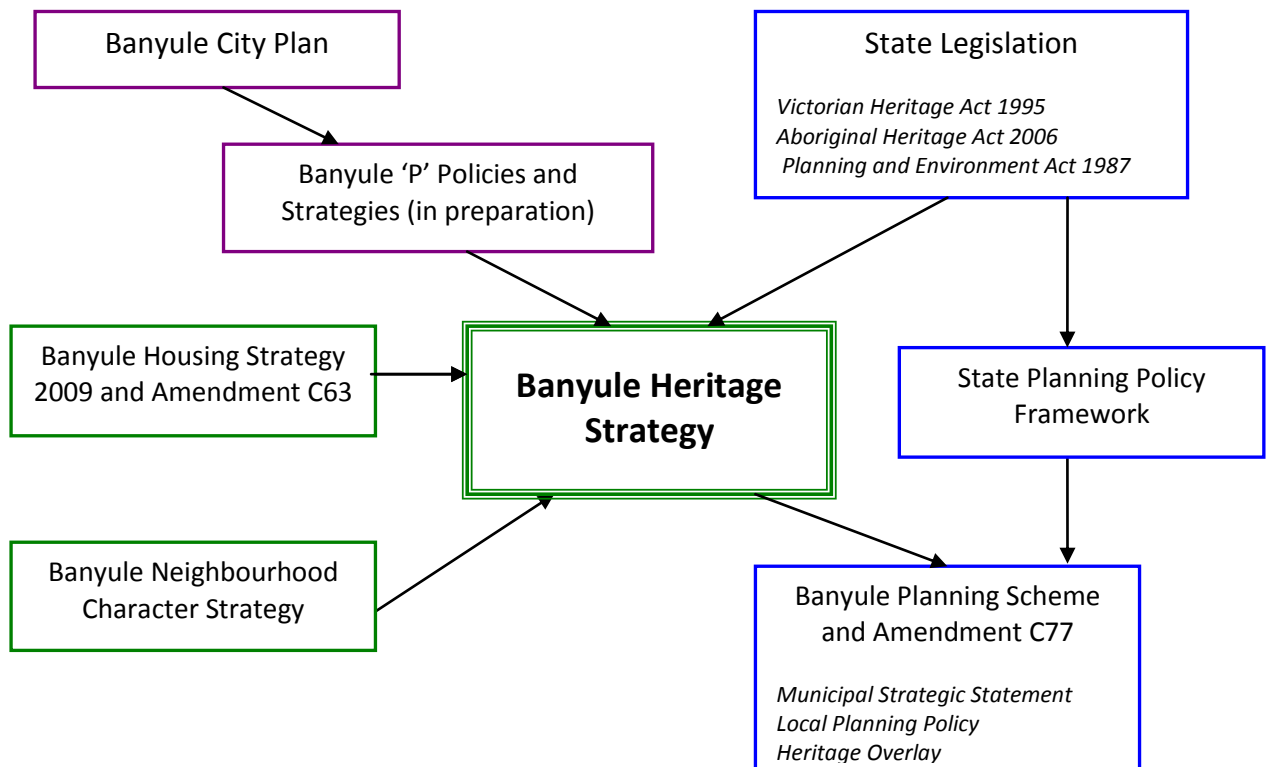 Banyule City Plan
State Legislation
Victorian Heritage Act 1995
Aboriginal Heritage Act 2006
Planning and Environment Act 1987
Banyule ‘P’ Policies and
Strategies (in preparation)
Banyule Housing Strategy
2009 and Amendment C63
Banyule Heritage
Strategy
State Planning Policy
Framework
Banyule Neighbourhood
Character Strategy
Banyule Planning Scheme
and Amendment C77
Municipal Strategic Statement
Local Planning Policy
Heritage Overlay